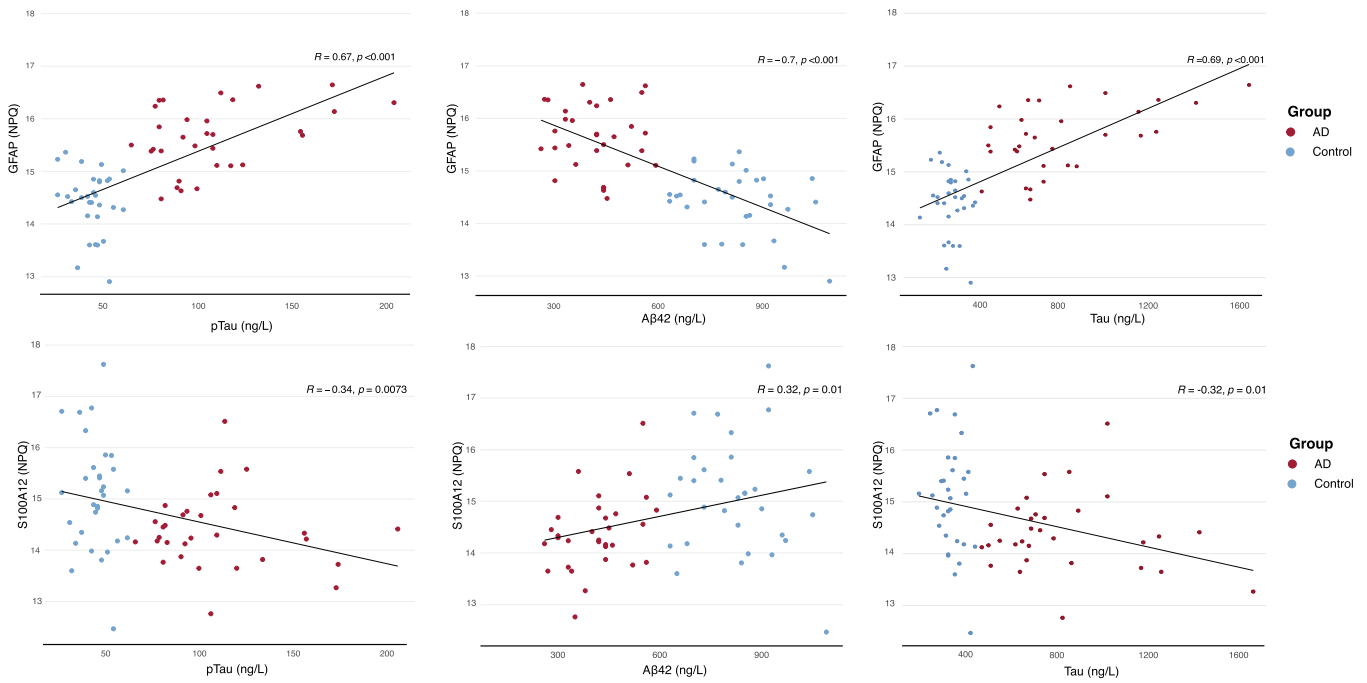 18
17
16
15
14
13
GFAP (NPQ)
R = 0.67, p <0.001
50
100
150
200
pTau (ng/L)
18
17
16
15
14
13
GFAP (NPQ)
R = −0.7, p <0.001
300
600
900
Aβ42 (ng/L)
18
17
16
15
14
13
GFAP (NPQ)
R =0.69, p <0.001
400
800
1200
1600
Tau (ng/L)
Group
AD
Control
18
17
16
15
14
13
S100A12 (NPQ)
R = −0.34, p = 0.0073
50
100
150
200
pTau (ng/L)
18
17
16
15
14
13
S100A12 (NPQ)
R = 0.32, p = 0.01
300
600
900
Aβ42 (ng/L)
18
17
16
15
14
13
S100A12 (NPQ)
R = -0.32, p = 0.01
400
800
1200
1600
Tau (ng/L)
Group
AD
Control